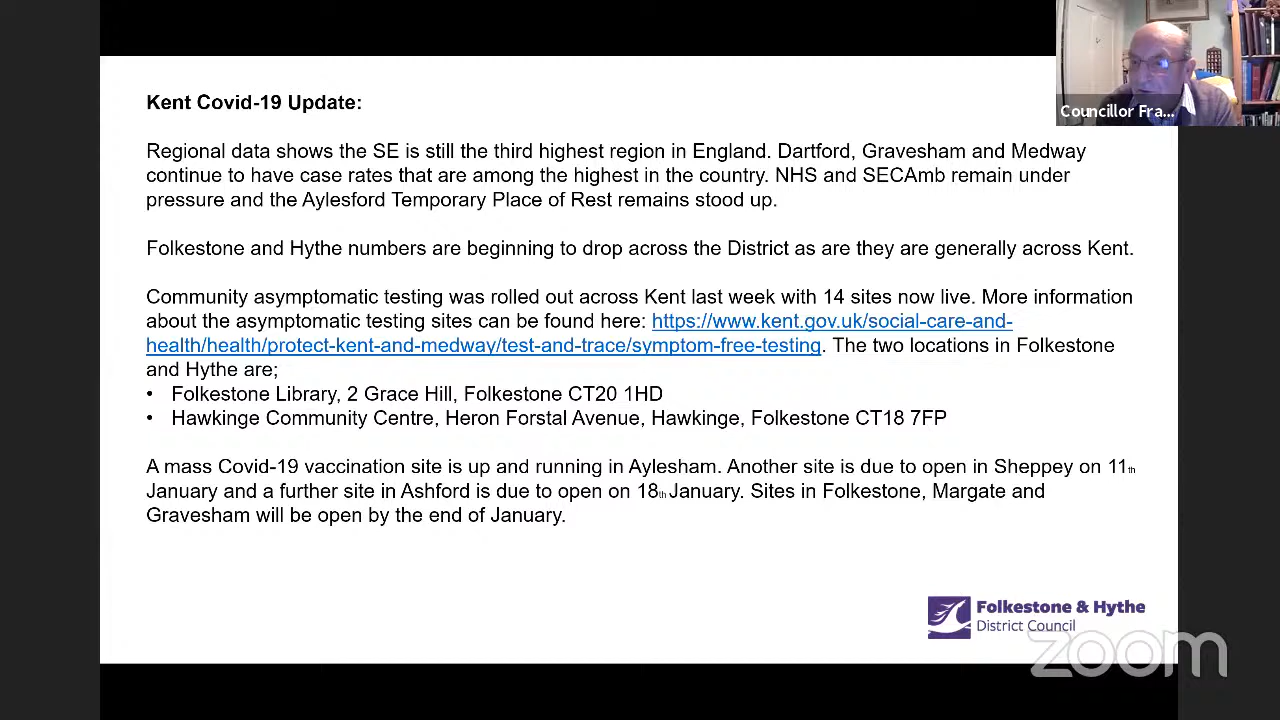 Councillor Fra...
Kent Covid-19 Update:
Regional data shows the SE is still the third highest region in England. Dartford, Gravesham and Medway
continue to have case rates that are among the highest in the country. NHS and SECAmb remain under
pressure and the Aylesford Temporary Place of Rest remains stood up.
Folkestone and Hythe numbers are beginning to drop across the District as are they are generally across Kent.
Community asymptomatic testing was rolled out across Kent last week with 14 sites now live. More information
about the asymptomatic testing sites can be found here: https://www.kent.gov.uk/social-care-and-
health/health/protect-kent-and-medway/test-and-trace/symptom-free-testing. The two locations in Folkestone
and Hythe are;
• Folkestone Library, 2 Grace Hill, Folkestone CT20 1HD
• Hawkinge Community Centre, Heron Forstal Avenue, Hawkinge, Folkestone CT18 7FP
A mass Covid-19 vaccination site is up and running in Aylesham. Another site is due to open in Sheppey on 11th
January and a further site in Ashford is due to open on 18th January. Sites in Folkestone, Margate and
Gravesham will be open by the end of January.
Folkestone & Hythe
District Council
zoom